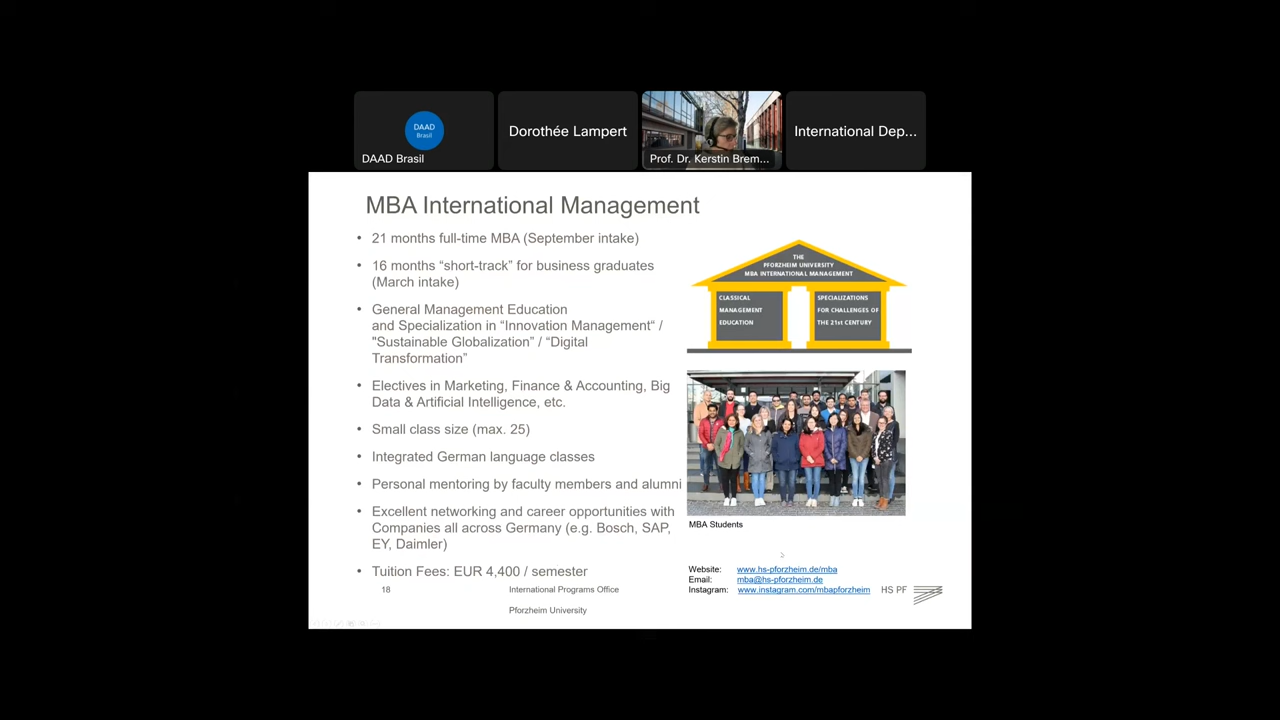 DAAD
Brasil
DAAD Brasil
Dorothée Lampert
Prof. Dr. Kerstin Brem...
International Dep...
MBA International Management
• 21 months full-time MBA (September intake)
• 16 months “short-track” for business graduates
(March intake)
• General Management Education
and Specialization in “Innovation Management“ /
"Sustainable Globalization” / “Digital
Transformation”
• Electives in Marketing, Finance & Accounting, Big
Data & Artificial Intelligence, etc.
• Small class size (max. 25)
• Integrated German language classes
• Personal mentoring by faculty members and alumni
• Excellent networking and career opportunities with
Companies all across Germany (e.g. Bosch, SAP,
EY, Daimler)
• Tuition Fees: EUR 4,400 / semester
THE
PFORZHEIM UNIVERSITY
MBA INTERNATIONAL MANAGEMENT
CLASSICAL
MANAGEMENT
EDUCATION
SPECIALIZATIONS
FOR CHALLENGES OF
THE 21st CENTURY
MBA Students
Website: www.hs-pforzheim.de/mba
Email: mba@hs-pforzheim.de
Instagram: www.instagram.com/mbapforzheim
HS PF
18
International Programs Office
Pforzheim University